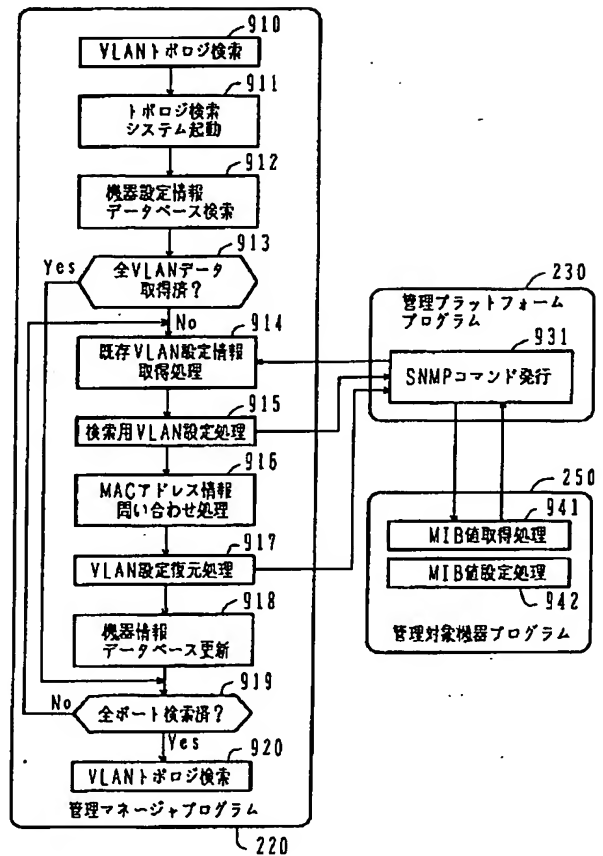 910
VLANトポロジ検索
911
トポロジ検索
システム起動
912
機器設定情報
データベース検索
913
Yes
全VLANデータ
取得済?
No
914
既存VLAN設定情報
取得処理
915
検索用VLAN設定処理
916
MACアドレス情報
問い合わせ処理
917
VLAN設定復元処理
918
機器情報
データベース更新
919
No
全ポート検索済?
Yes
920
VLANトポロジ検索
管理マネージャプログラム
220
230
管理プラットフォーム
プログラム
931
SNMPコマンド発行
250
941
MIB値取得処理
MIB値設定処理
942
管理対象機器プログラム